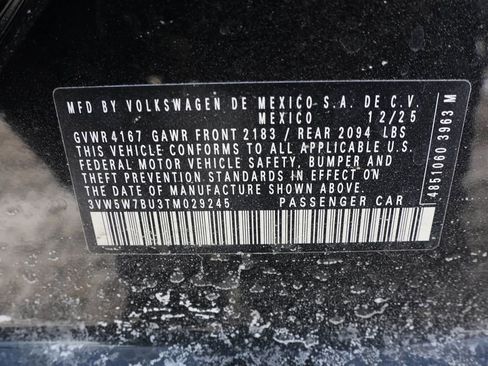 MFD BY VOLKSWAGEN DE MEXICO S.A. DE C.V.
MEXICO 12/25
GVWR 4167 GAWR FRONT 2183 / REAR 2094 LBS
THIS VEHICLE CONFORMS TO ALL APPLICABLE U.S.
FEDERAL MOTOR VEHICLE SAFETY, BUMPER AND
THEFT PREVENTION STANDARDS IN EFFECT ON
THE DATE OF MANUFACTURE SHOWN ABOVE.
3VW5W7BU3TM029245 PASSENGER CAR
4851060 3963 M